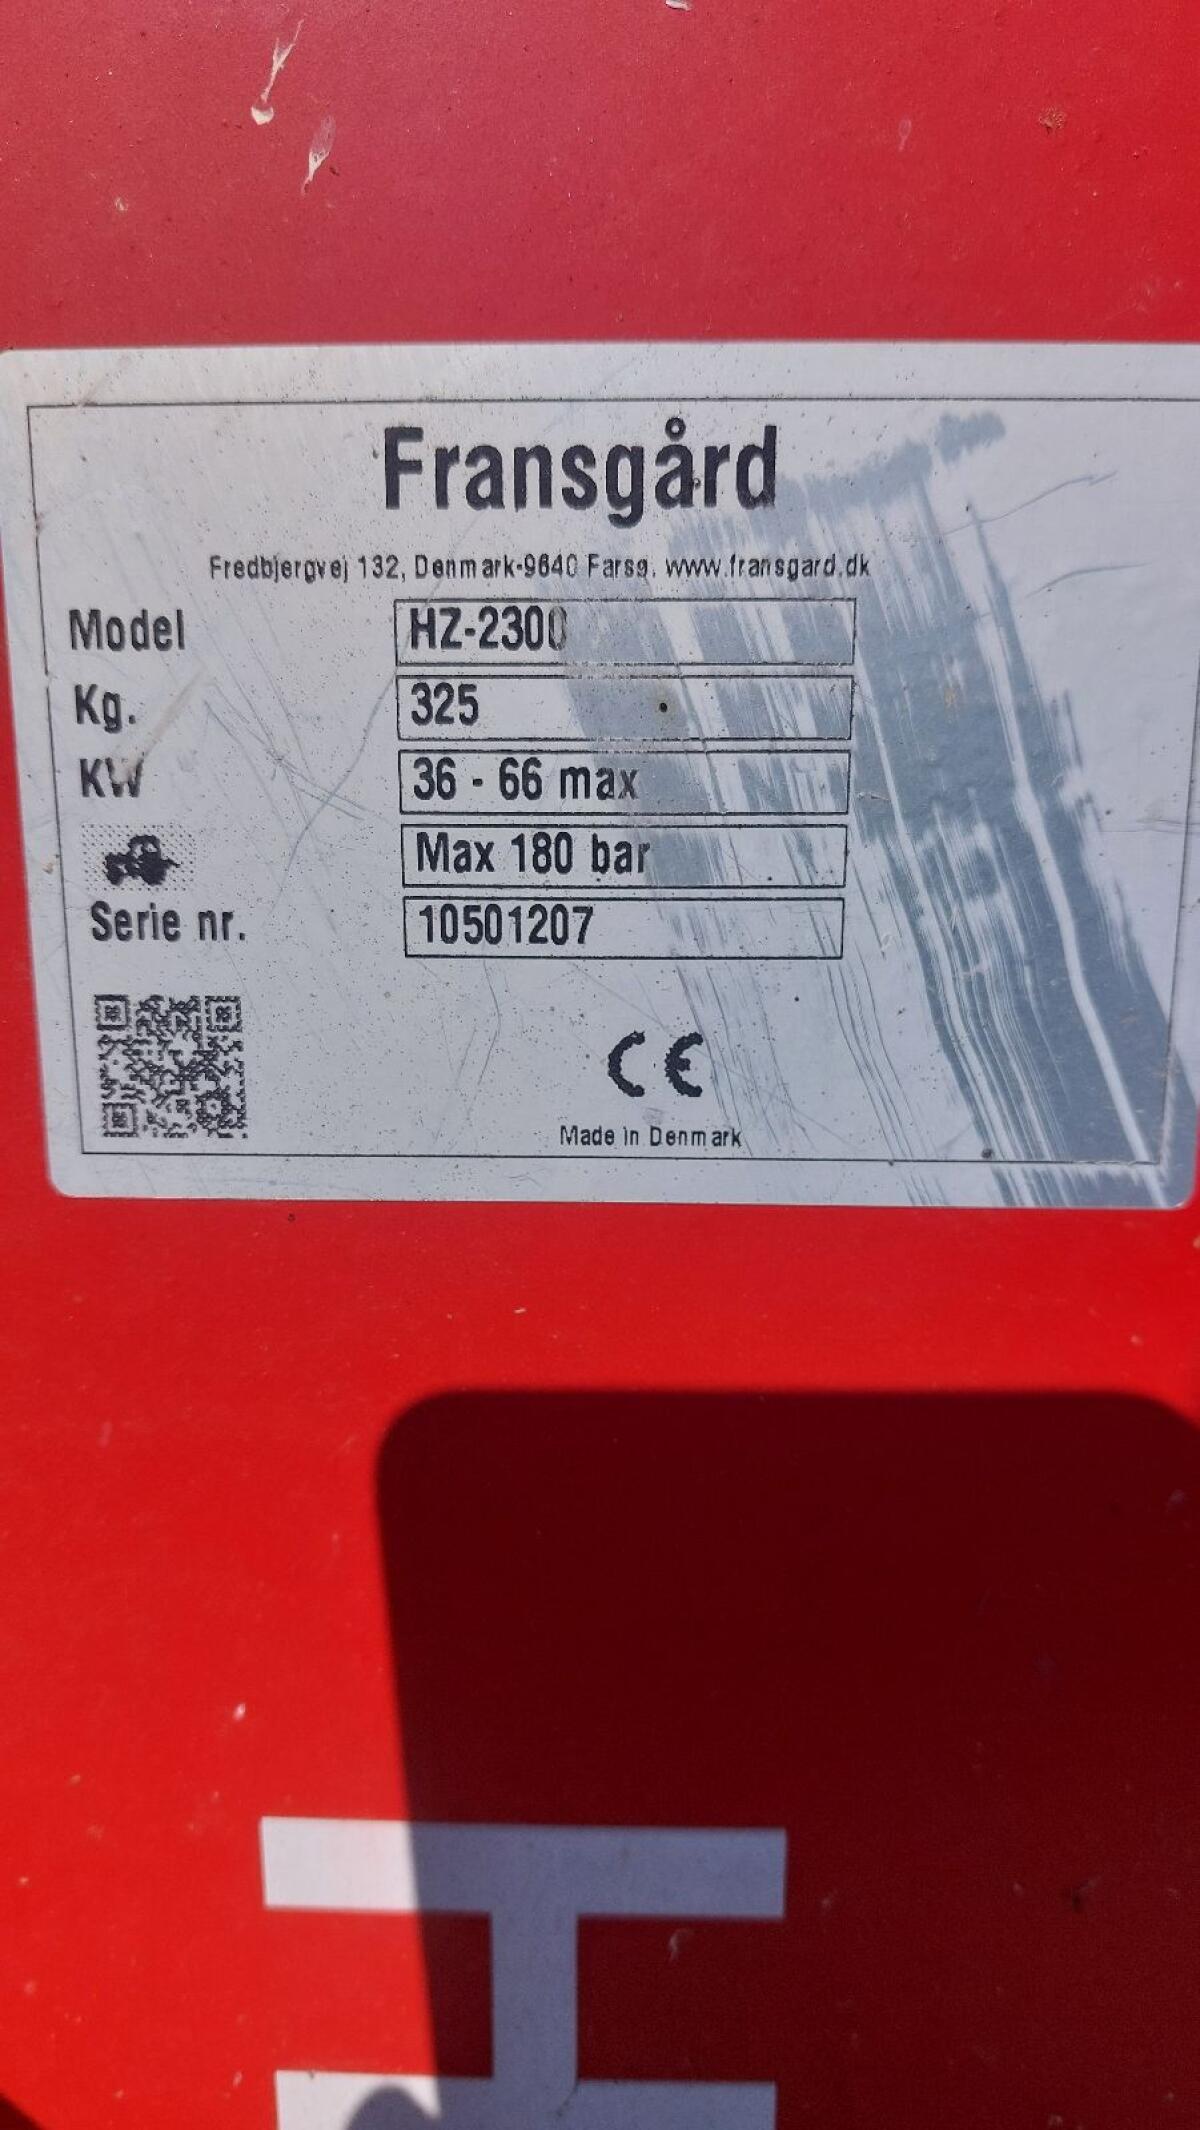 Fransgård
Fredbjergvej 132, Denmark-9640 Farsø. www.fransgard.dk
Model HZ-2300
Kg. 325
KW 36 - 66 max
Max 180 bar
Serie nr. 10501207
CE
Made in Denmark
H